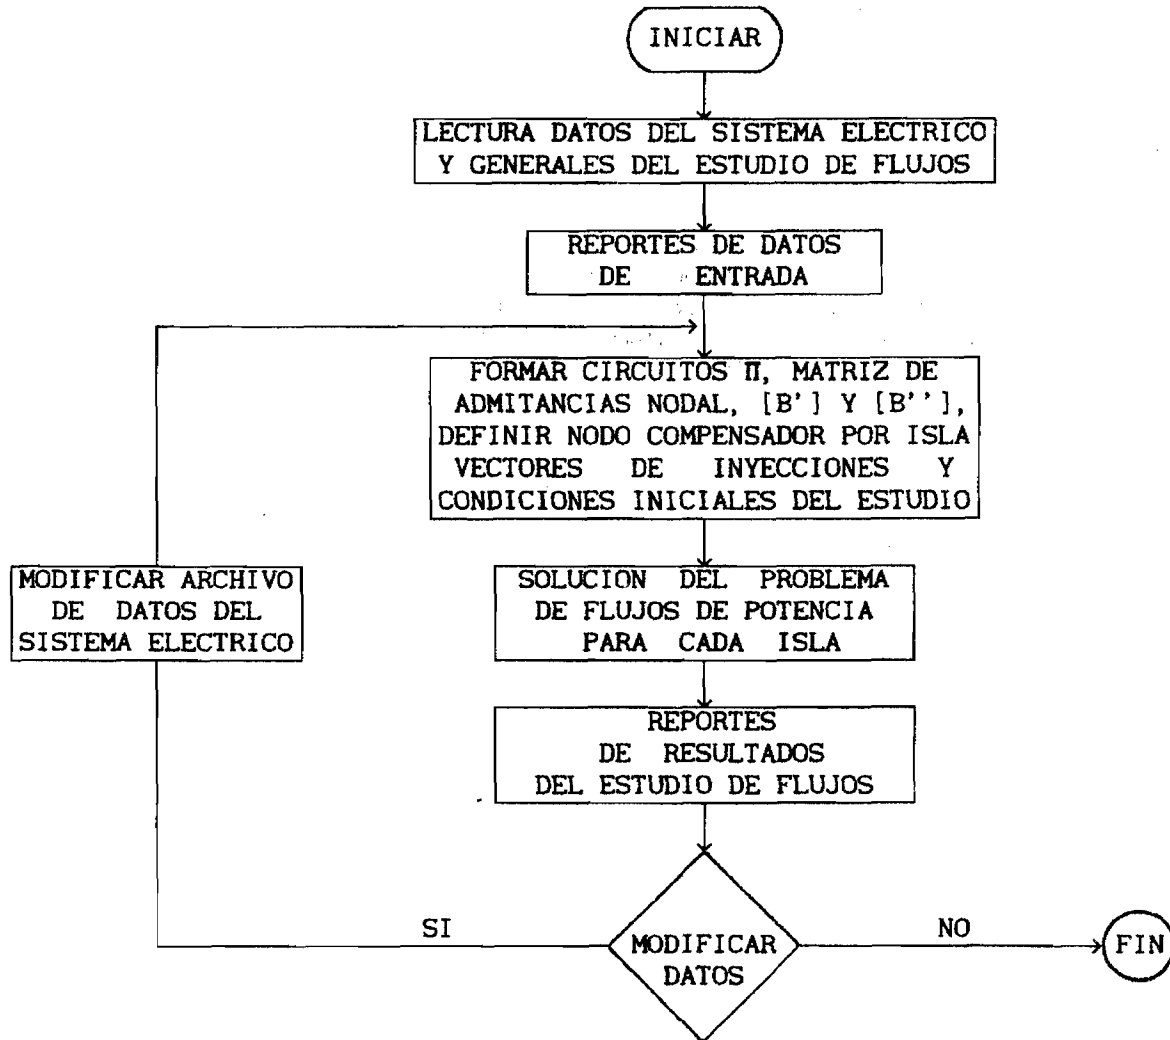 INICIAR
LECTURA DATOS DEL SISTEMA ELECTRICO
Y GENERALES DEL ESTUDIO DE FLUJOS
REPORTES DE DATOS
DE ENTRADA
FORMAR CIRCUITOS Π, MATRIZ DE
ADMITANCIAS NODAL, [B'] Y [B''],
DEFINIR NODO COMPENSADOR POR ISLA
VECTORES DE INYECCIONES Y
CONDICIONES INICIALES DEL ESTUDIO
MODIFICAR ARCHIVO
DE DATOS DEL
SISTEMA ELECTRICO
SOLUCION DEL PROBLEMA
DE FLUJOS DE POTENCIA
PARA CADA ISLA
REPORTES
DE RESULTADOS
DEL ESTUDIO DE FLUJOS
SI
MODIFICAR
DATOS
NO
FIN